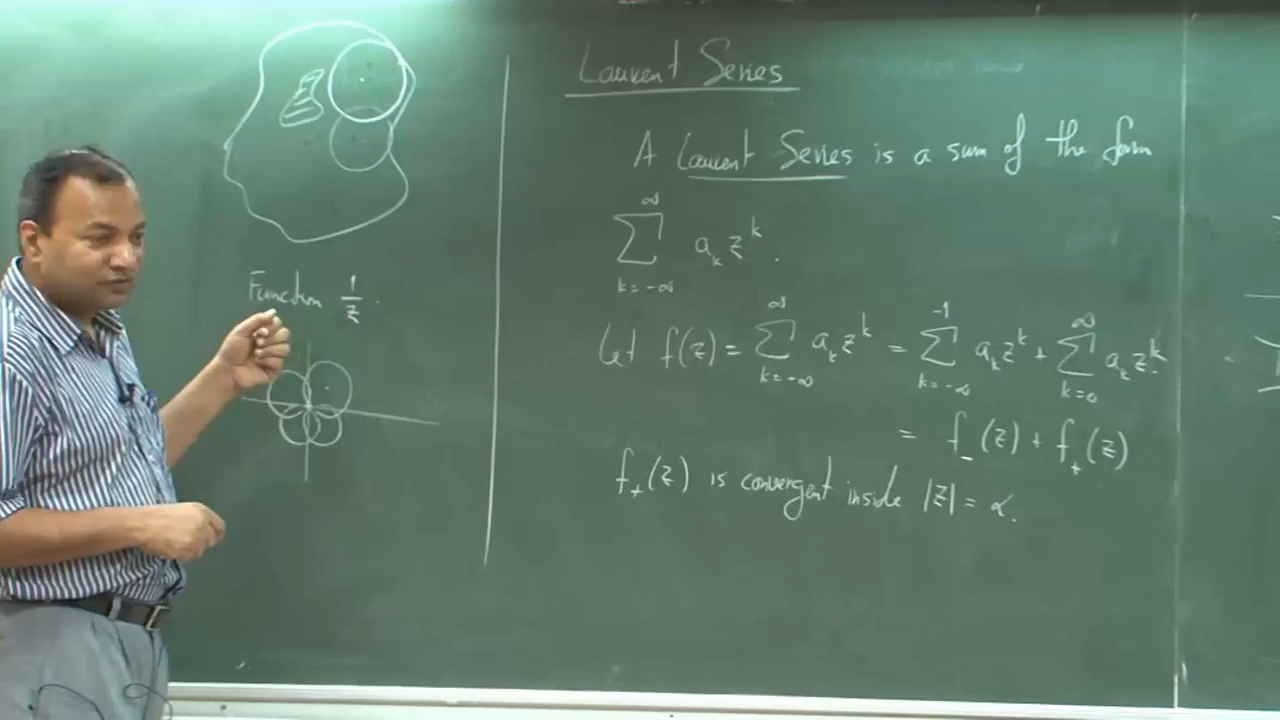 Function 1/z .
Laurent Series
A Laurent Series is a sum of the form
∑_{k=-∞}^{∞} a_k z^k .
Let f(z) = ∑_{k=-∞}^{∞} a_k z^k = ∑_{k=-∞}^{-1} a_k z^k + ∑_{k=0}^{∞} a_k z^k .
= f_-(z) + f_+(z)
f_+(z) is convergent inside |z| = α.